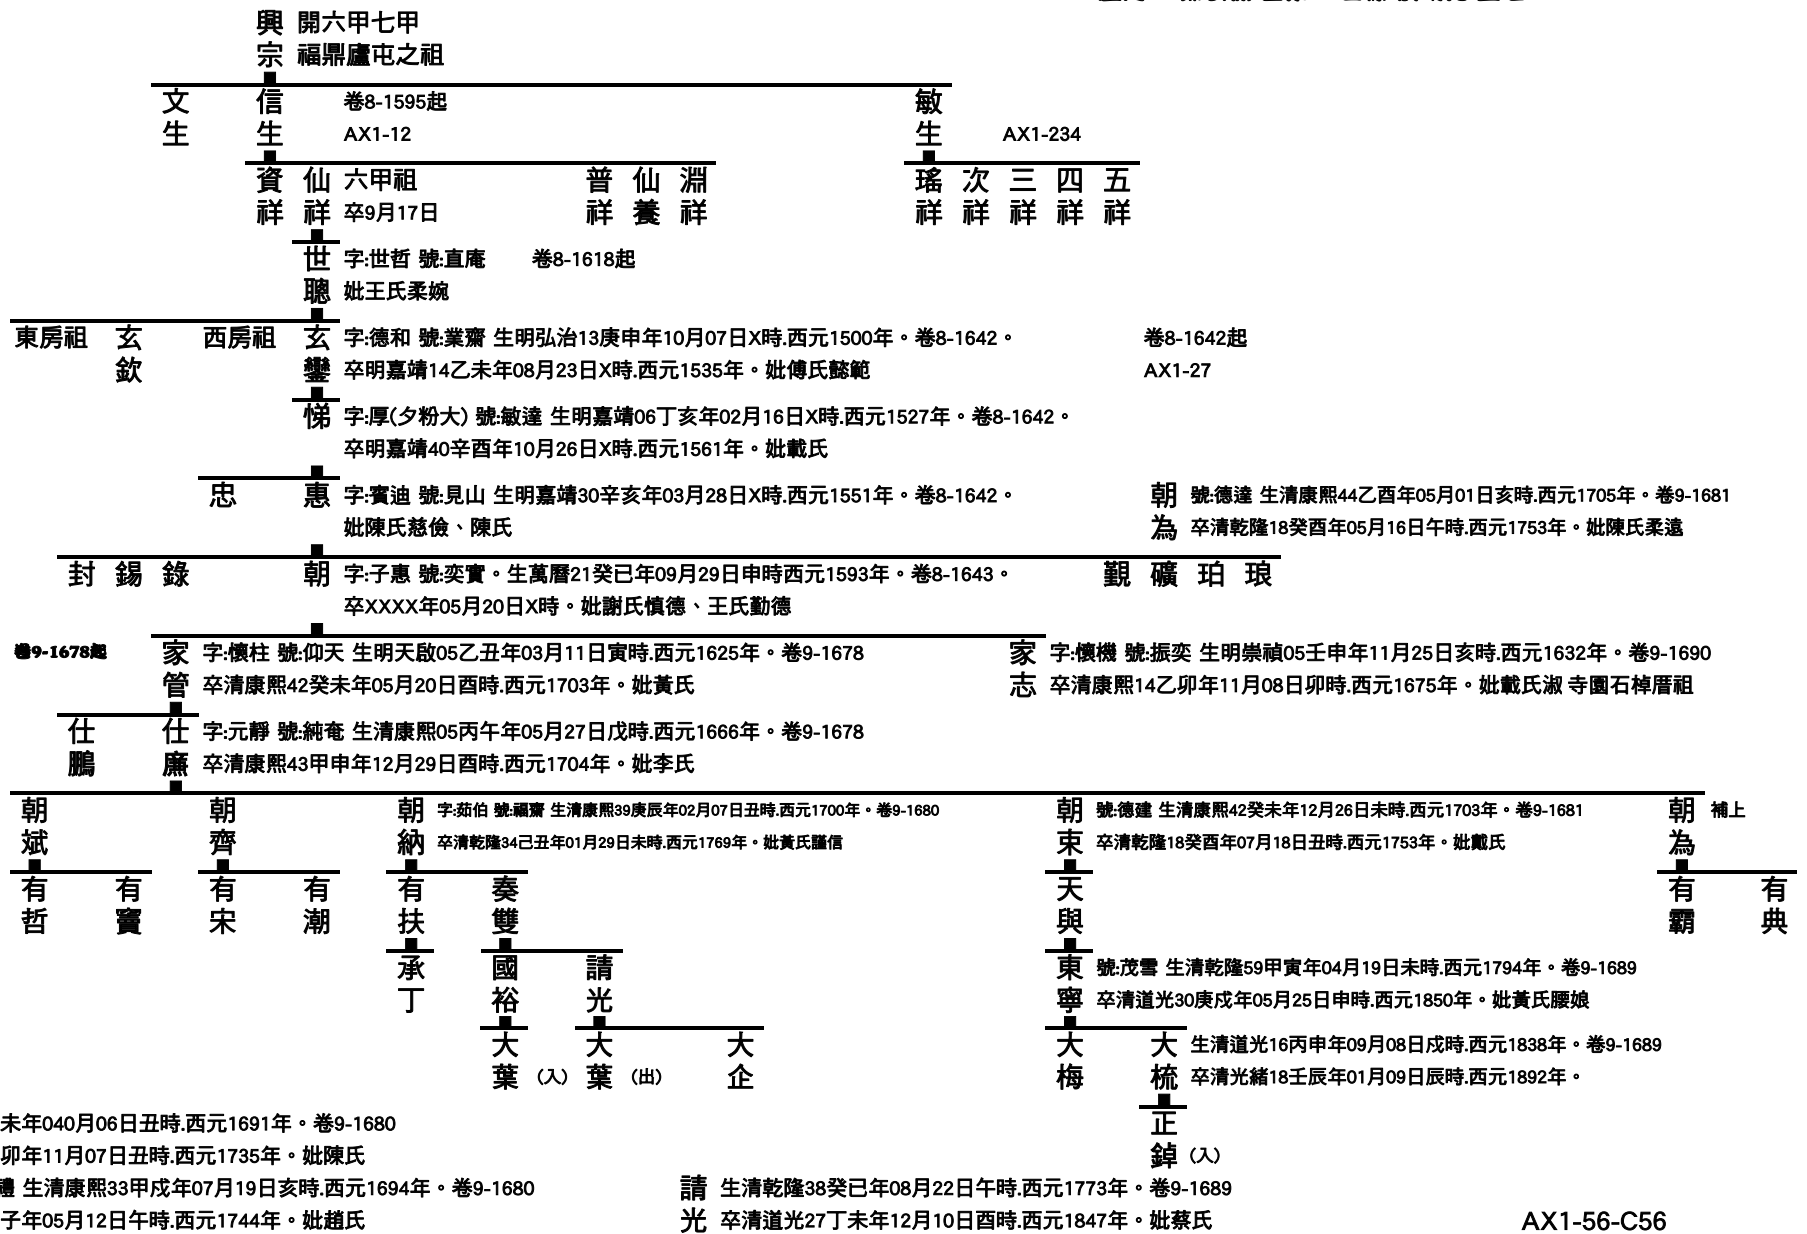 興宗 開六甲七甲
福鼎廬屯之祖
文生 信生 卷8-1595起 敏生
AX1-12 AX1-234
資祥 仙祥 六甲祖 普祥 仙養 淵祥 瑤祥 次祥 三祥 四祥 五祥
卒9月17日
世聰 字:世哲 號:直庵 卷8-1618起
妣王氏柔婉
東房祖 玄欽 西房祖 玄鑾 字:德和 號:業齋 生明弘治13庚申年10月07日X時.西元1500年。卷8-1642。 卷8-1642起
卒明嘉靖14乙未年08月23日X時.西元1535年。妣傅氏懿範 AX1-27
悌 字:厚(夕粉大) 號:敏達 生明嘉靖06丁亥年02月16日X時.西元1527年。卷8-1642。
卒明嘉靖40辛酉年10月26日X時.西元1561年。妣戴氏
忠 惠 字:賓迪 號:見山 生明嘉靖30辛亥年03月28日X時.西元1551年。卷8-1642。 朝為 號:德達 生清康熙44乙酉年05月01日亥時.西元1705年。卷9-1681
妣陳氏慈儉、陳氏 卒清乾隆18癸酉年05月16日午時.西元1753年。妣陳氏柔遠
封 錫 錄 朝 字:子惠 號:奕實。生萬曆21癸巳年09月29日申時西元1593年。卷8-1643。 覲 礦 珀 琅
卒XXXX年05月20日X時。妣謝氏慎德、王氏勤德
卷9-1678起 家管 字:懷柱 號:仰天 生明天啟05乙丑年03月11日寅時.西元1625年。卷9-1678 家志 字:懷機 號:振奕 生明崇禎05壬申年11月25日亥時.西元1632年。卷9-1690
卒清康熙42癸未年05月20日酉時.西元1703年。妣黃氏 卒清康熙14乙卯年11月08日卯時.西元1675年。妣戴氏淑 寺園石棹厝祖
仕鵬 仕廉 字:元靜 號:純奄 生清康熙05丙午年05月27日戊時.西元1666年。卷9-1678
卒清康熙43甲申年12月29日酉時.西元1704年。妣李氏
朝斌 朝齊 朝納 字:茹伯 號:福齋 生清康熙39庚辰年02月07日丑時.西元1700年。卷9-1680 朝束 號:德建 生清康熙42癸未年12月26日未時.西元1703年。卷9-1681 朝為 補上
卒清乾隆34己丑年01月29日未時.西元1769年。妣黃氏謹信 卒清乾隆18癸酉年07月18日丑時.西元1753年。妣戴氏
有哲 有竇 有宋 有潮 有扶 奏雙 天與 有霸 有典
承丁 國裕 請光 東寧 號:茂雪 生清乾隆59甲寅年04月19日未時.西元1794年。卷9-1689
卒清道光30庚戍年05月25日申時.西元1850年。妣黃氏腰娘
大葉（入） 大葉（出） 大企 大梅 大梳 生清道光16丙申年09月08日戍時.西元1838年。卷9-1689
卒清光緒18壬辰年01月09日辰時.西元1892年。
正鋽（入）
未年040月06日丑時.西元1691年。卷9-1680
卯年11月07日丑時.西元1735年。妣陳氏
禮 生清康熙33甲戍年07月19日亥時.西元1694年。卷9-1680
子年05月12日午時.西元1744年。妣趙氏
請光 生清乾隆38癸巳年08月22日午時.西元1773年。卷9-1689
卒清道光27丁未年12月10日酉時.西元1847年。妣蔡氏
AX1-56-C56